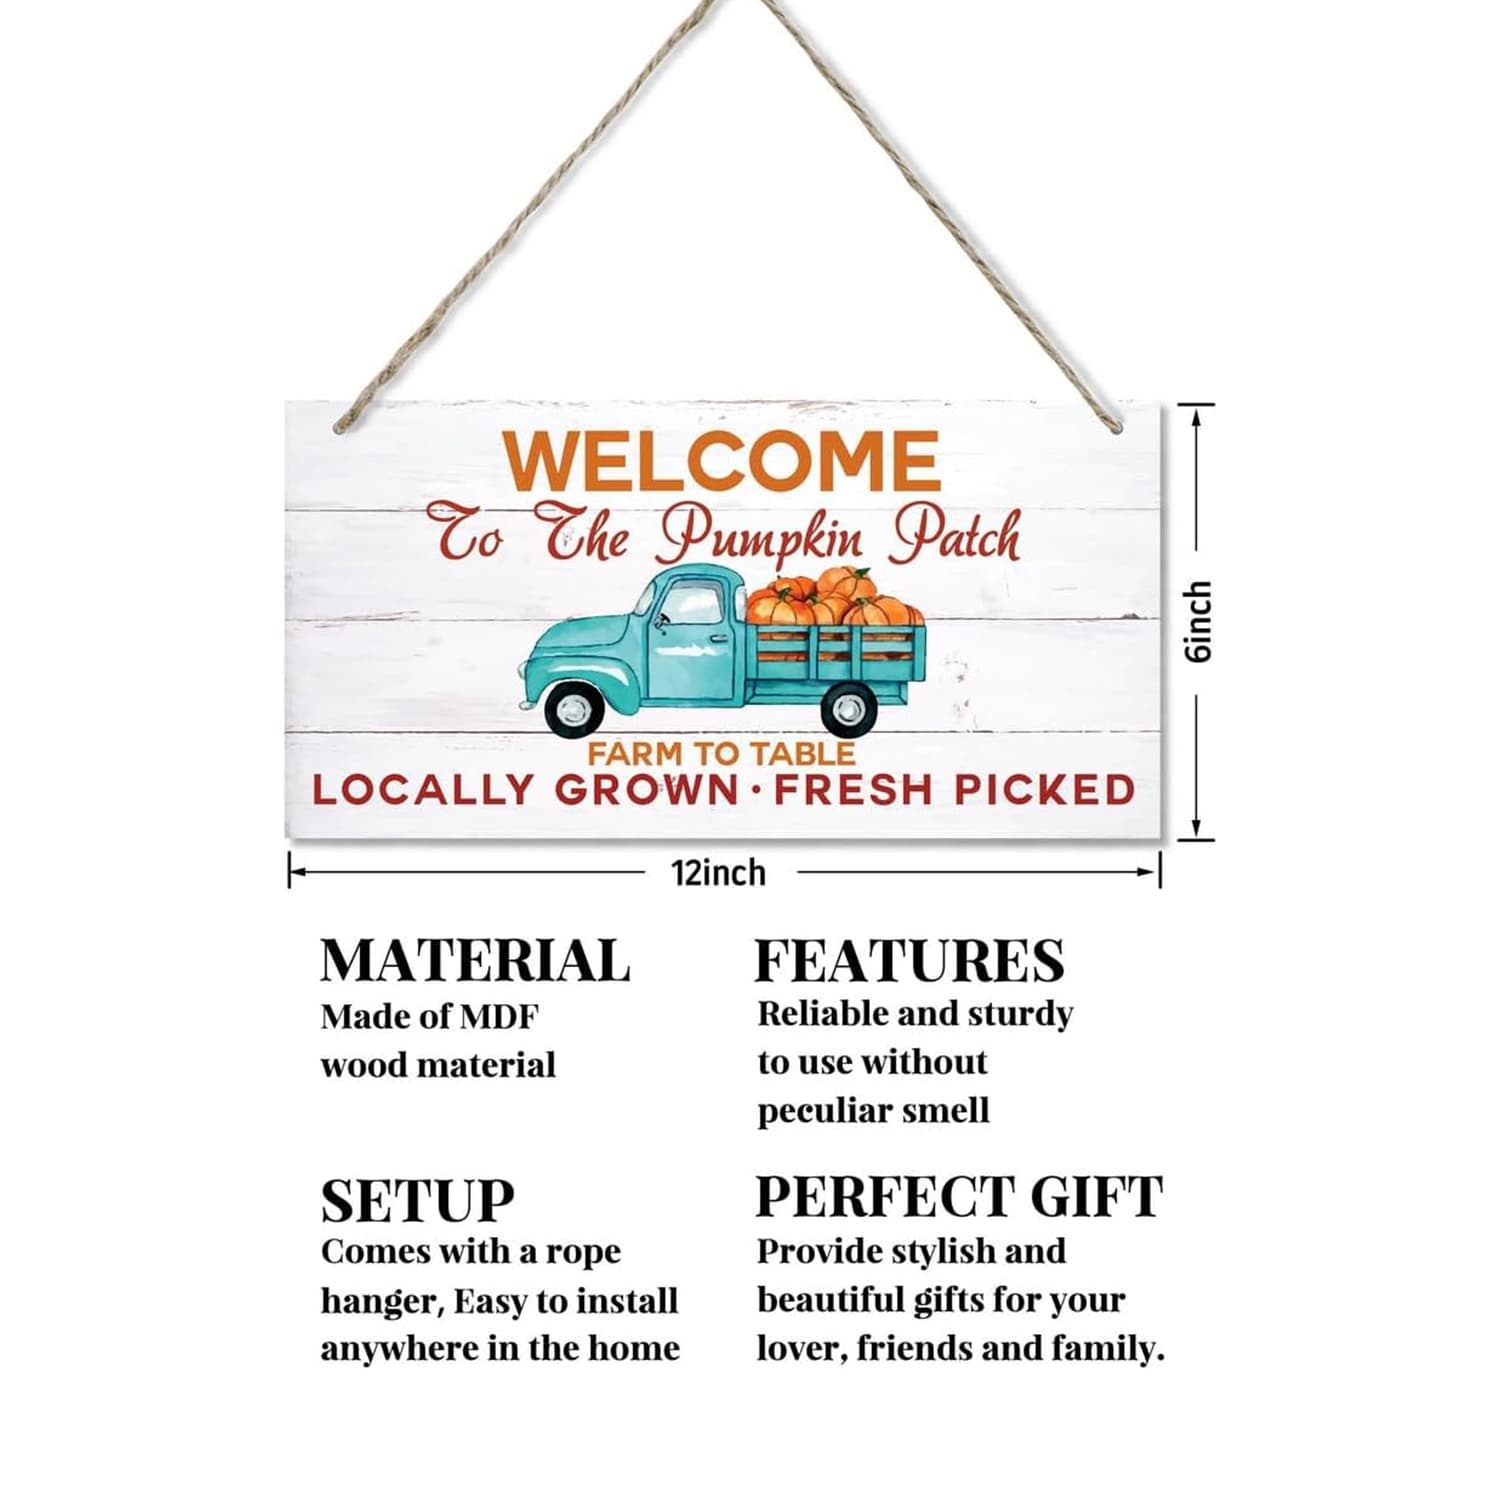 WELCOME
To The Pumpkin Patch
FARM TO TABLE
LOCALLY GROWN • FRESH PICKED
6inch
12inch
MATERIAL
Made of MDF
wood material
FEATURES
Reliable and sturdy
to use without
peculiar smell
SETUP
Comes with a rope
hanger, Easy to install
anywhere in the home
PERFECT GIFT
Provide stylish and
beautiful gifts for your
lover, friends and family.